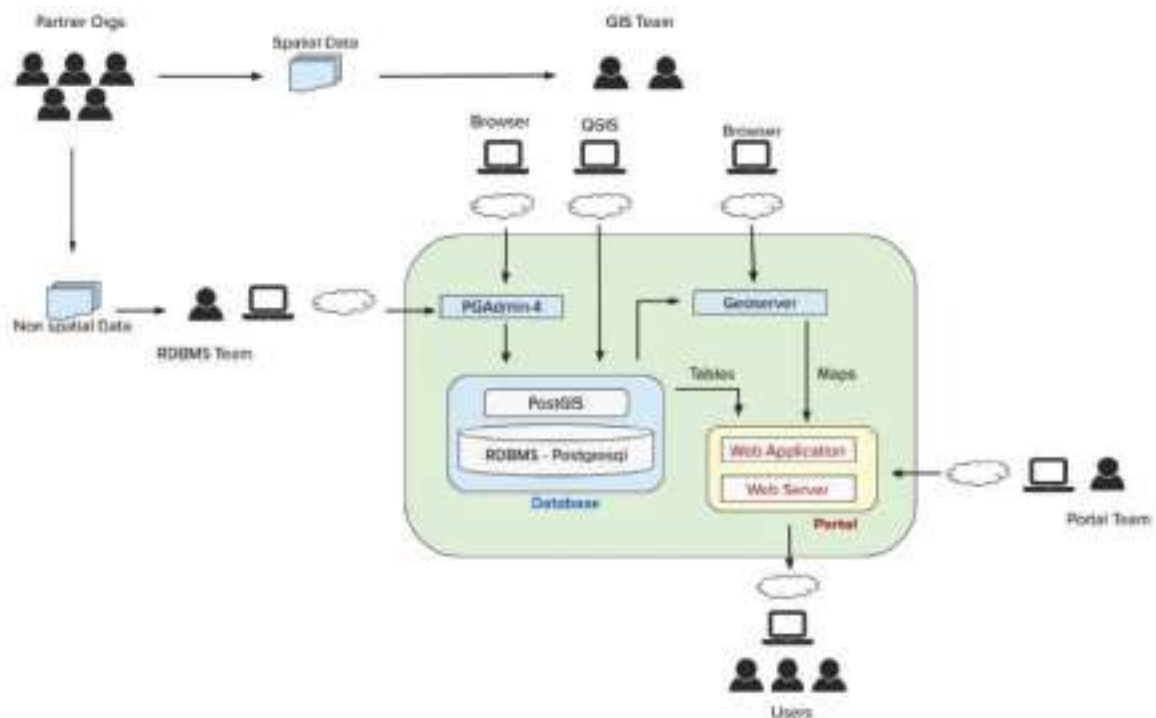 Partner Orgs
Spatial Data
GIS Team
Browser
QGIS
Browser
PGAdmin-4
Geoserver
Non spatial Data
RDBMS Team
Tables
Maps
PostGIS
RDBMS - Postgresql
Database
Web Application
Web Server
Portal
Portal Team
Users